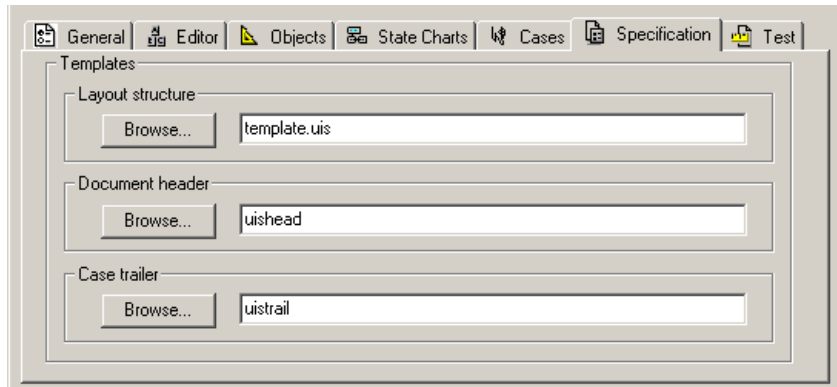 General Editor Objects State Charts Cases Specification Test
Templates
Layout structure
Browse... template.uis
Document header
Browse... uishead
Case trailer
Browse... uistrail